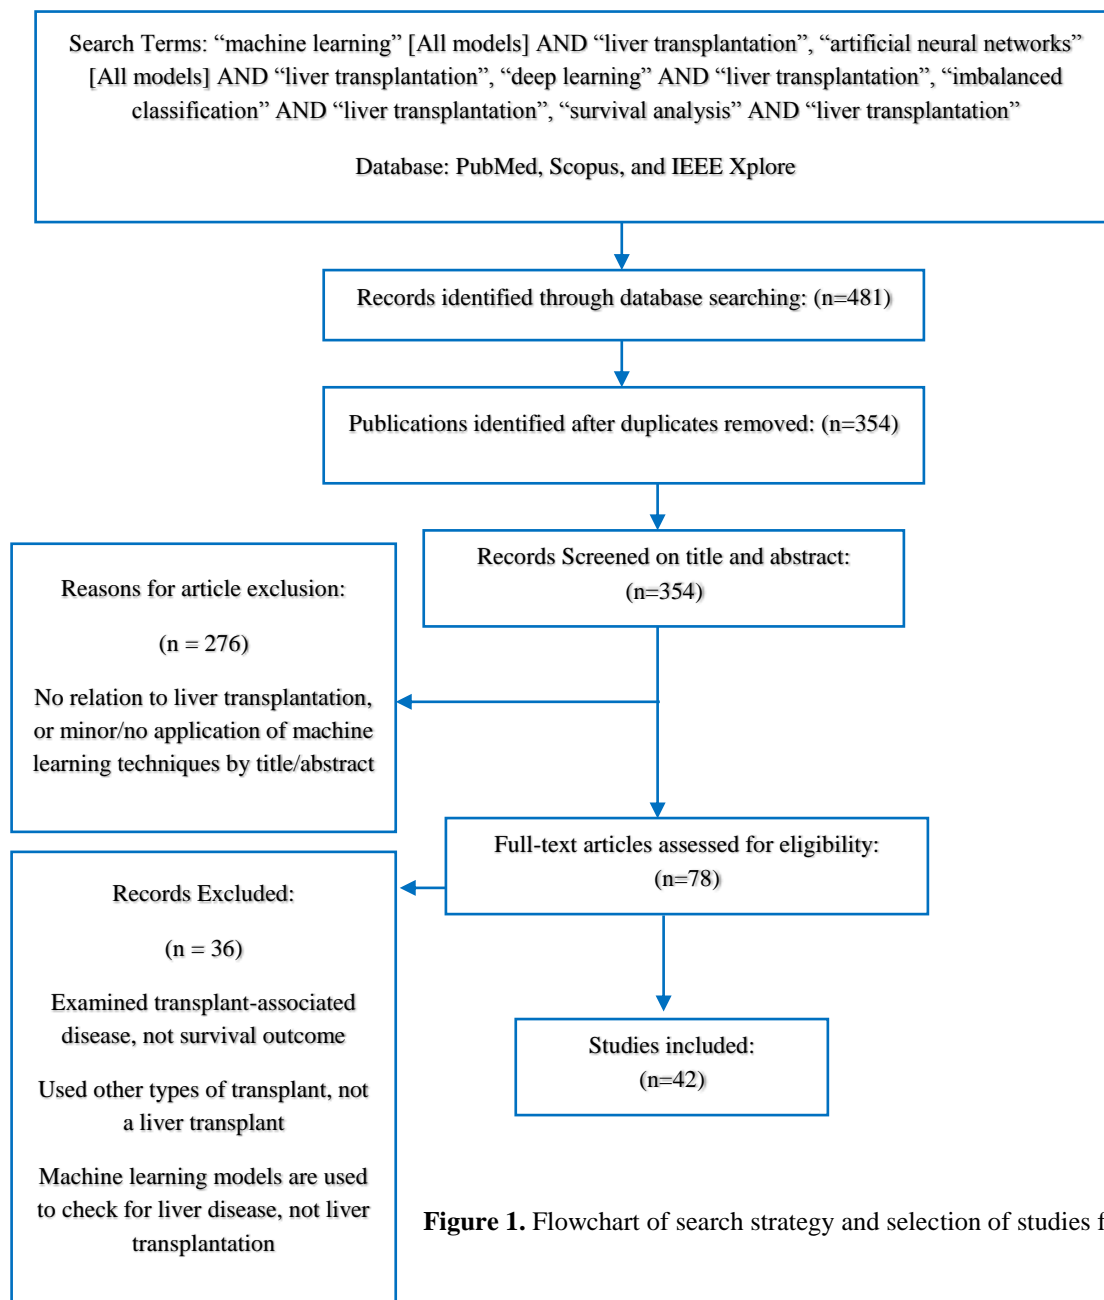 Search Terms: “machine learning” [All models] AND “liver transplantation”, “artificial neural networks”
[All models] AND “liver transplantation”, “deep learning” AND “liver transplantation”, “imbalanced
classification” AND “liver transplantation”, “survival analysis” AND “liver transplantation”
Database: PubMed, Scopus, and IEEE Xplore
Records identified through database searching: (n=481)
Publications identified after duplicates removed: (n=354)
Records Screened on title and abstract:
(n=354)
Reasons for article exclusion:
(n = 276)
No relation to liver transplantation,
or minor/no application of machine
learning techniques by title/abstract
Full-text articles assessed for eligibility:
(n=78)
Records Excluded:
(n = 36)
Examined transplant-associated
disease, not survival outcome
Used other types of transplant, not
a liver transplant
Machine learning models are used
to check for liver disease, not liver
transplantation
Studies included:
(n=42)
Figure 1. Flowchart of search strategy and selection of studies f